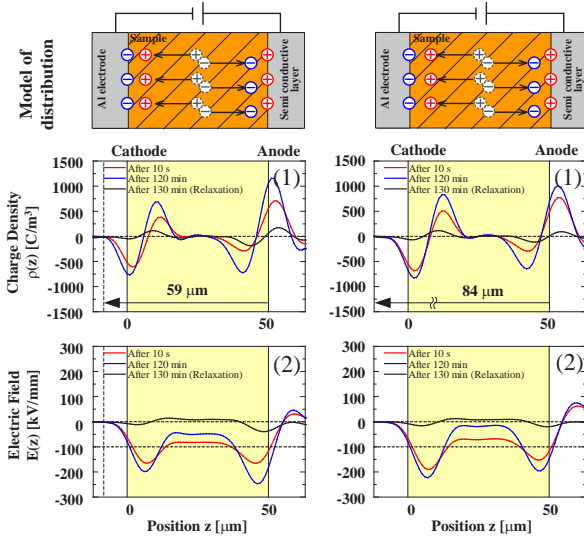 Model of distribution
Al electrode
Sample
Semi conductive layer
Al electrode
Sample
Semi conductive layer
Cathode Anode
Cathode Anode
Charge Density
ρ(z) [C/m³]
1500
1000
500
0
-500
-1000
-1500
After 10 s
After 120 min
After 130 min (Relaxation)
(1)
59 μm
0 50
1500
1000
500
0
-500
-1000
-1500
After 10 s
After 120 min
After 130 min (Relaxation)
(1)
84 μm
0 50
Electric Field
E(z) [kV/mm]
300
200
100
0
-100
-200
-300
After 10 s
After 120 min
After 130 min (Relaxation)
(2)
0 50
Position z [μm]
300
200
100
0
-100
-200
-300
After 10 s
After 120 min
After 130 min (Relaxation)
(2)
0 50
Position z [μm]